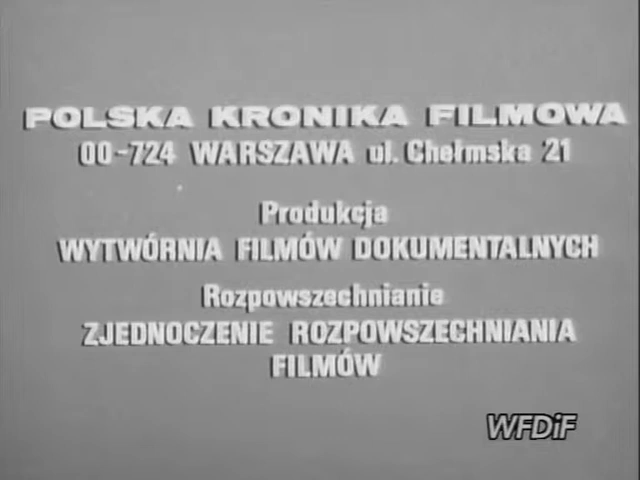 POLSKA KRONIKA FILMOWA
00-724 WARSZAWA ul. Chełmska 21
Produkcja
WYTWÓRNIA FILMÓW DOKUMENTALNYCH
Rozpowszechnianie
ZJEDNOCZENIE ROZPOWSZECHNIANIA
FILMÓW
WFDiF